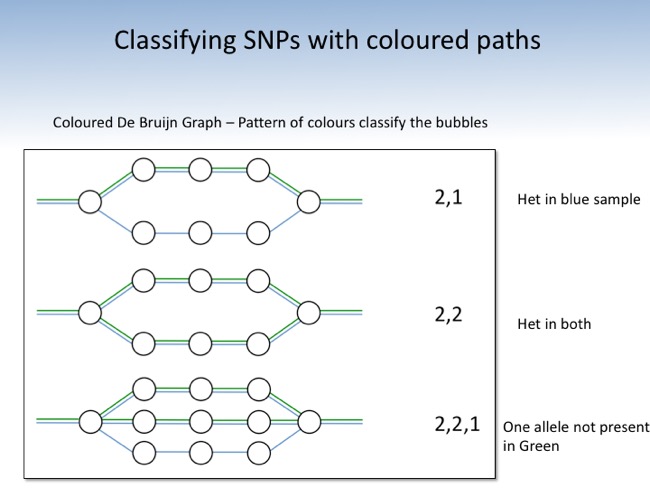 Classifying SNPs with coloured paths
Coloured De Bruijn Graph – Pattern of colours classify the bubbles
2,1
Het in blue sample
2,2
Het in both
2,2,1
One allele not present
in Green